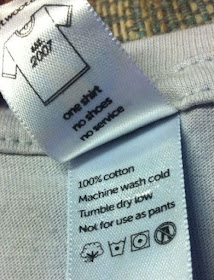 est.
2007
one shirt
no shoes
no service
100% cotton
Machine wash cold
Tumble dry low
Not for use as pants